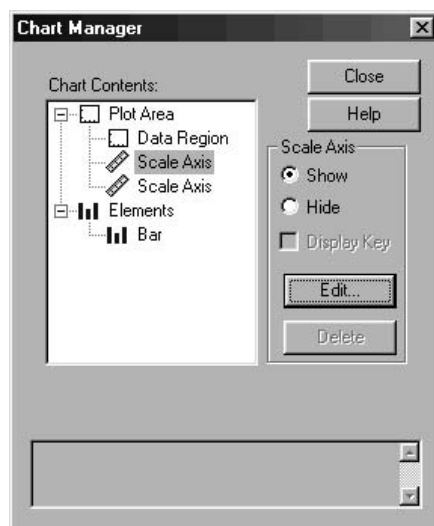 Chart Manager
Chart Contents:
Plot Area
Data Region
Scale Axis
Scale Axis
Elements
Bar
Close
Help
Scale Axis
Show
Hide
Display Key
Edit...
Delete